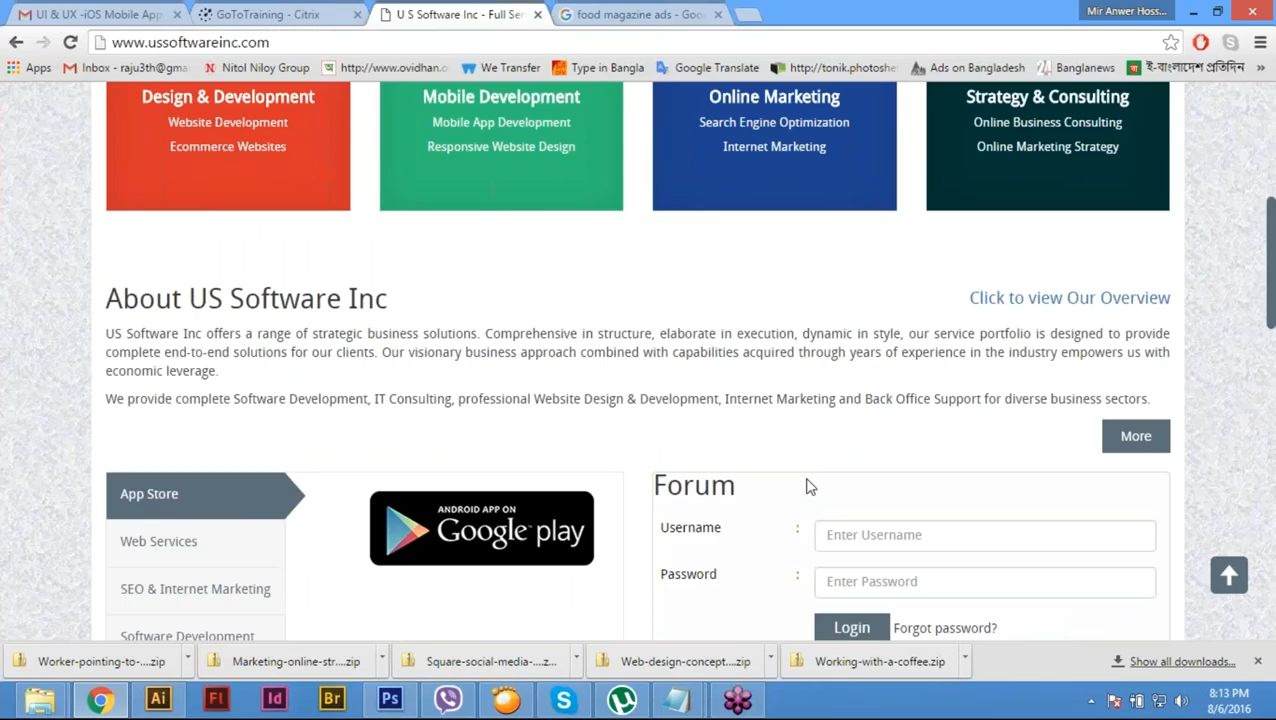 UI & UX -iOS Mobile App
GoToTraining - Citrix
U S Software Inc - Full Ser
food magazine ads - Goo
Mir Anwer Hoss...
www.ussoftwareinc.com
Apps
Inbox - raju3th@gma
Nitol Niloy Group
http://www.ovidhan.o
We Transfer
Type in Bangla
Google Translate
http://tonik.photoshe
Ads on Bangladesh
Banglanews
ই-বাংলাদেশ প্রতিদিন
»
Design & Development
Website Development
Ecommerce Websites
Mobile Development
Mobile App Development
Responsive Website Design
Online Marketing
Search Engine Optimization
Internet Marketing
Strategy & Consulting
Online Business Consulting
Online Marketing Strategy
About US Software Inc
Click to view Our Overview
US Software Inc offers a range of strategic business solutions. Comprehensive in structure, elaborate in execution, dynamic in style, our service portfolio is designed to provide
complete end-to-end solutions for our clients. Our visionary business approach combined with capabilities acquired through years of experience in the industry empowers us with
economic leverage.
We provide complete Software Development, IT Consulting, professional Website Design & Development, Internet Marketing and Back Office Support for diverse business sectors.
More
App Store
Web Services
SEO & Internet Marketing
Software Development
ANDROID APP ON
Google play
Forum
Username :
Enter Username
Password :
Enter Password
Login
Forgot password?
Worker-pointing-to-....zip
Marketing-online-str....zip
Square-social-media-....z...
Web-design-concept....zip
Working-with-a-coffee.zip
Show all downloads...
Ai
Fl
Id
Br
Ps
8:13 PM
8/6/2016